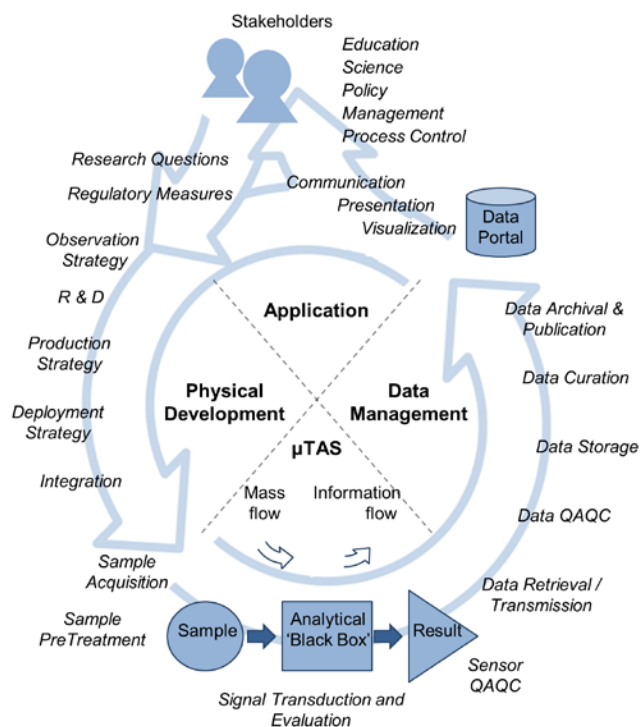 Stakeholders
Education
Science
Policy
Management
Process Control
Research Questions
Regulatory Measures
Communication
Presentation
Visualization
Data
Portal
Observation
Strategy
R & D
Production
Strategy
Deployment
Strategy
Integration
Application
Physical
Development
Data
Management
µTAS
Mass
flow
Information
flow
Data Archival &
Publication
Data Curation
Data Storage
Data QAQC
Data Retrieval /
Transmission
Sample
Acquisition
Sample
PreTreatment
Sample
Analytical
'Black Box'
Result
Sensor
QAQC
Signal Transduction and
Evaluation